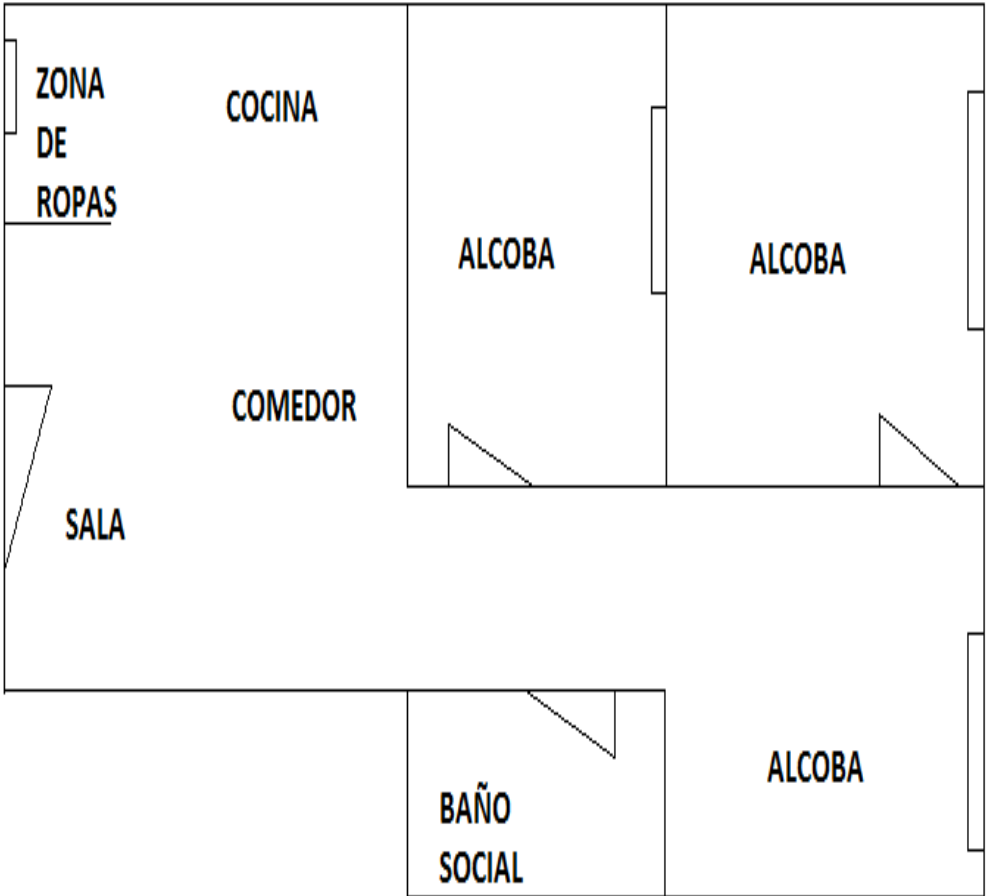 ZONA
DE
ROPAS
COCINA
ALCOBA
ALCOBA
COMEDOR
SALA
ALCOBA
BAÑO
SOCIAL